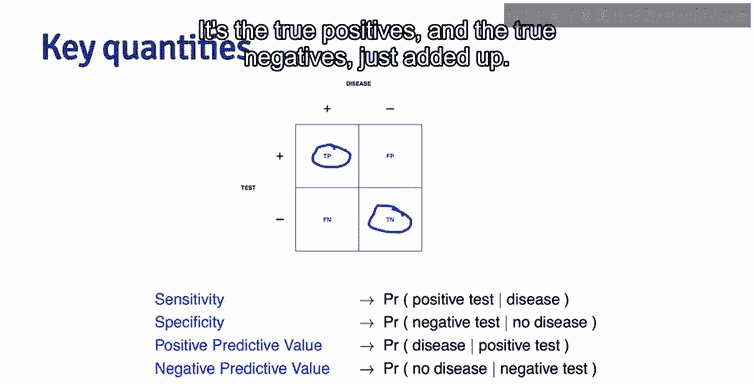 It's the true positives, and the true
negatives, just added up.
Key quantities
DISEASE
+ −
+ TP FP
TEST
− FN TN
Sensitivity → Pr ( positive test | disease )
Specificity → Pr ( negative test | no disease )
Positive Predictive Value → Pr ( disease | positive test )
Negative Predictive Value → Pr ( no disease | negative test )